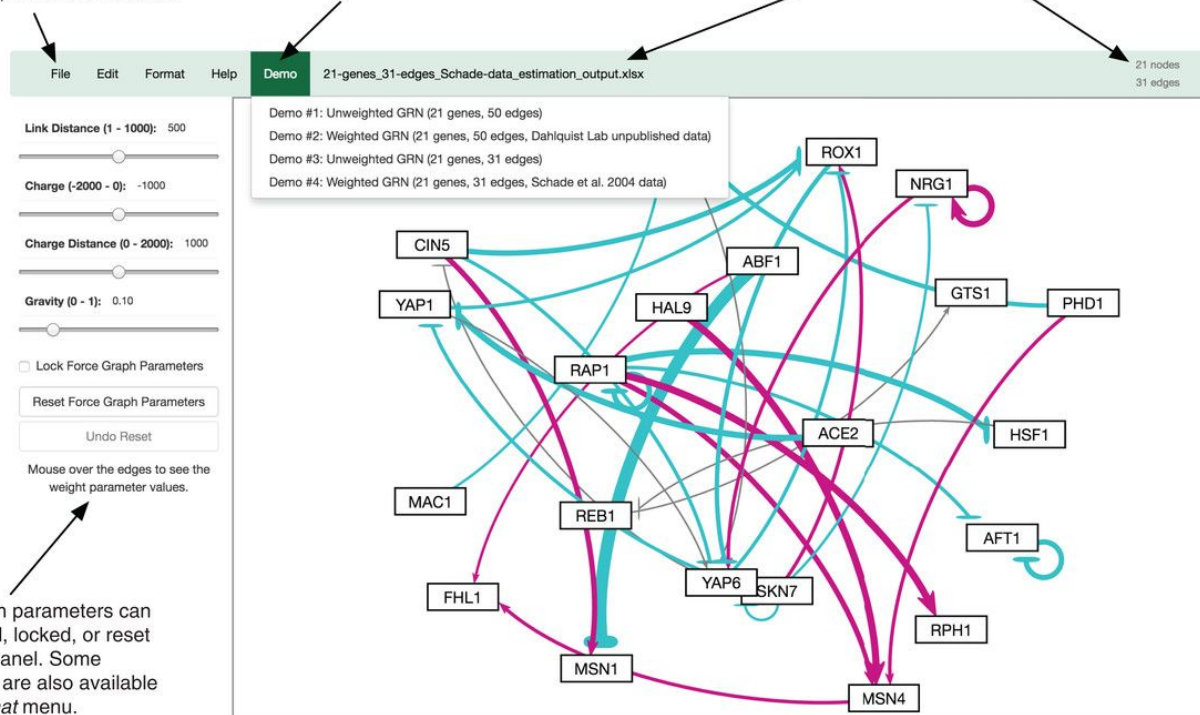 File Edit Format Help Demo 21-genes_31-edges_Schade-data_estimation_output.xlsx
21 nodes
31 edges
Demo #1: Unweighted GRN (21 genes, 50 edges)
Demo #2: Weighted GRN (21 genes, 50 edges, Dahlquist Lab unpublished data)
Demo #3: Unweighted GRN (21 genes, 31 edges)
Demo #4: Weighted GRN (21 genes, 31 edges, Schade et al. 2004 data)
Link Distance (1 - 1000): 500
Charge (-2000 - 0): -1000
Charge Distance (0 - 2000): 1000
Gravity (0 - 1): 0.10
Lock Force Graph Parameters
Reset Force Graph Parameters
Undo Reset
Mouse over the edges to see the
weight parameter values.
parameters can
, locked, or reset
anel. Some
are also available
at menu.
ROX1
NRG1
CIN5
ABF1
YAP1
HAL9
GTS1
PHD1
RAP1
ACE2
HSF1
MAC1
REB1
AFT1
YAP6
SKN7
FHL1
RPH1
MSN1
MSN4